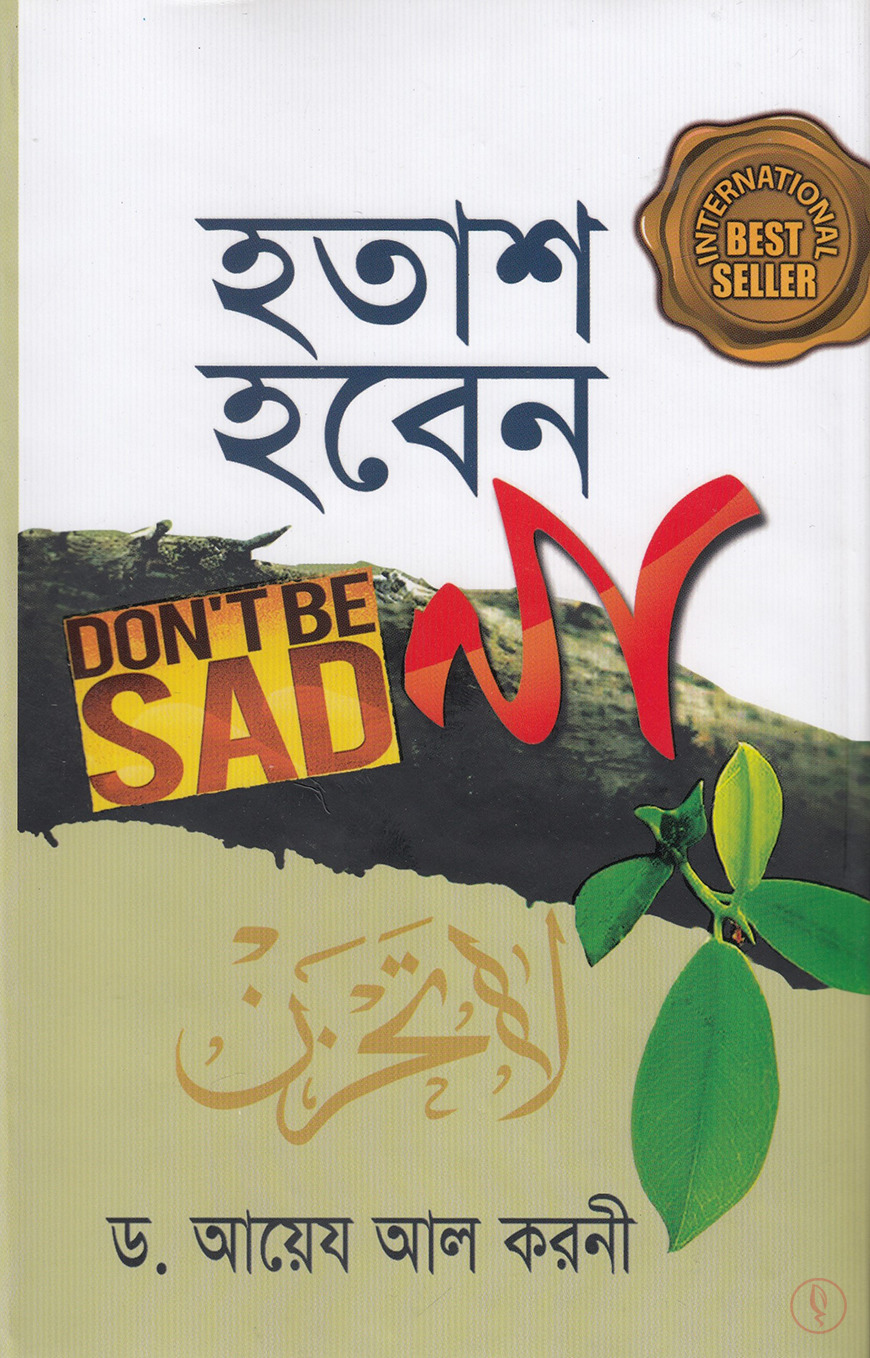 হতাশ
হবেন
না
INTERNATIONAL
BEST
SELLER
DON'T BE
SAD
لا تحزن
ড. আয়েয আল করনী